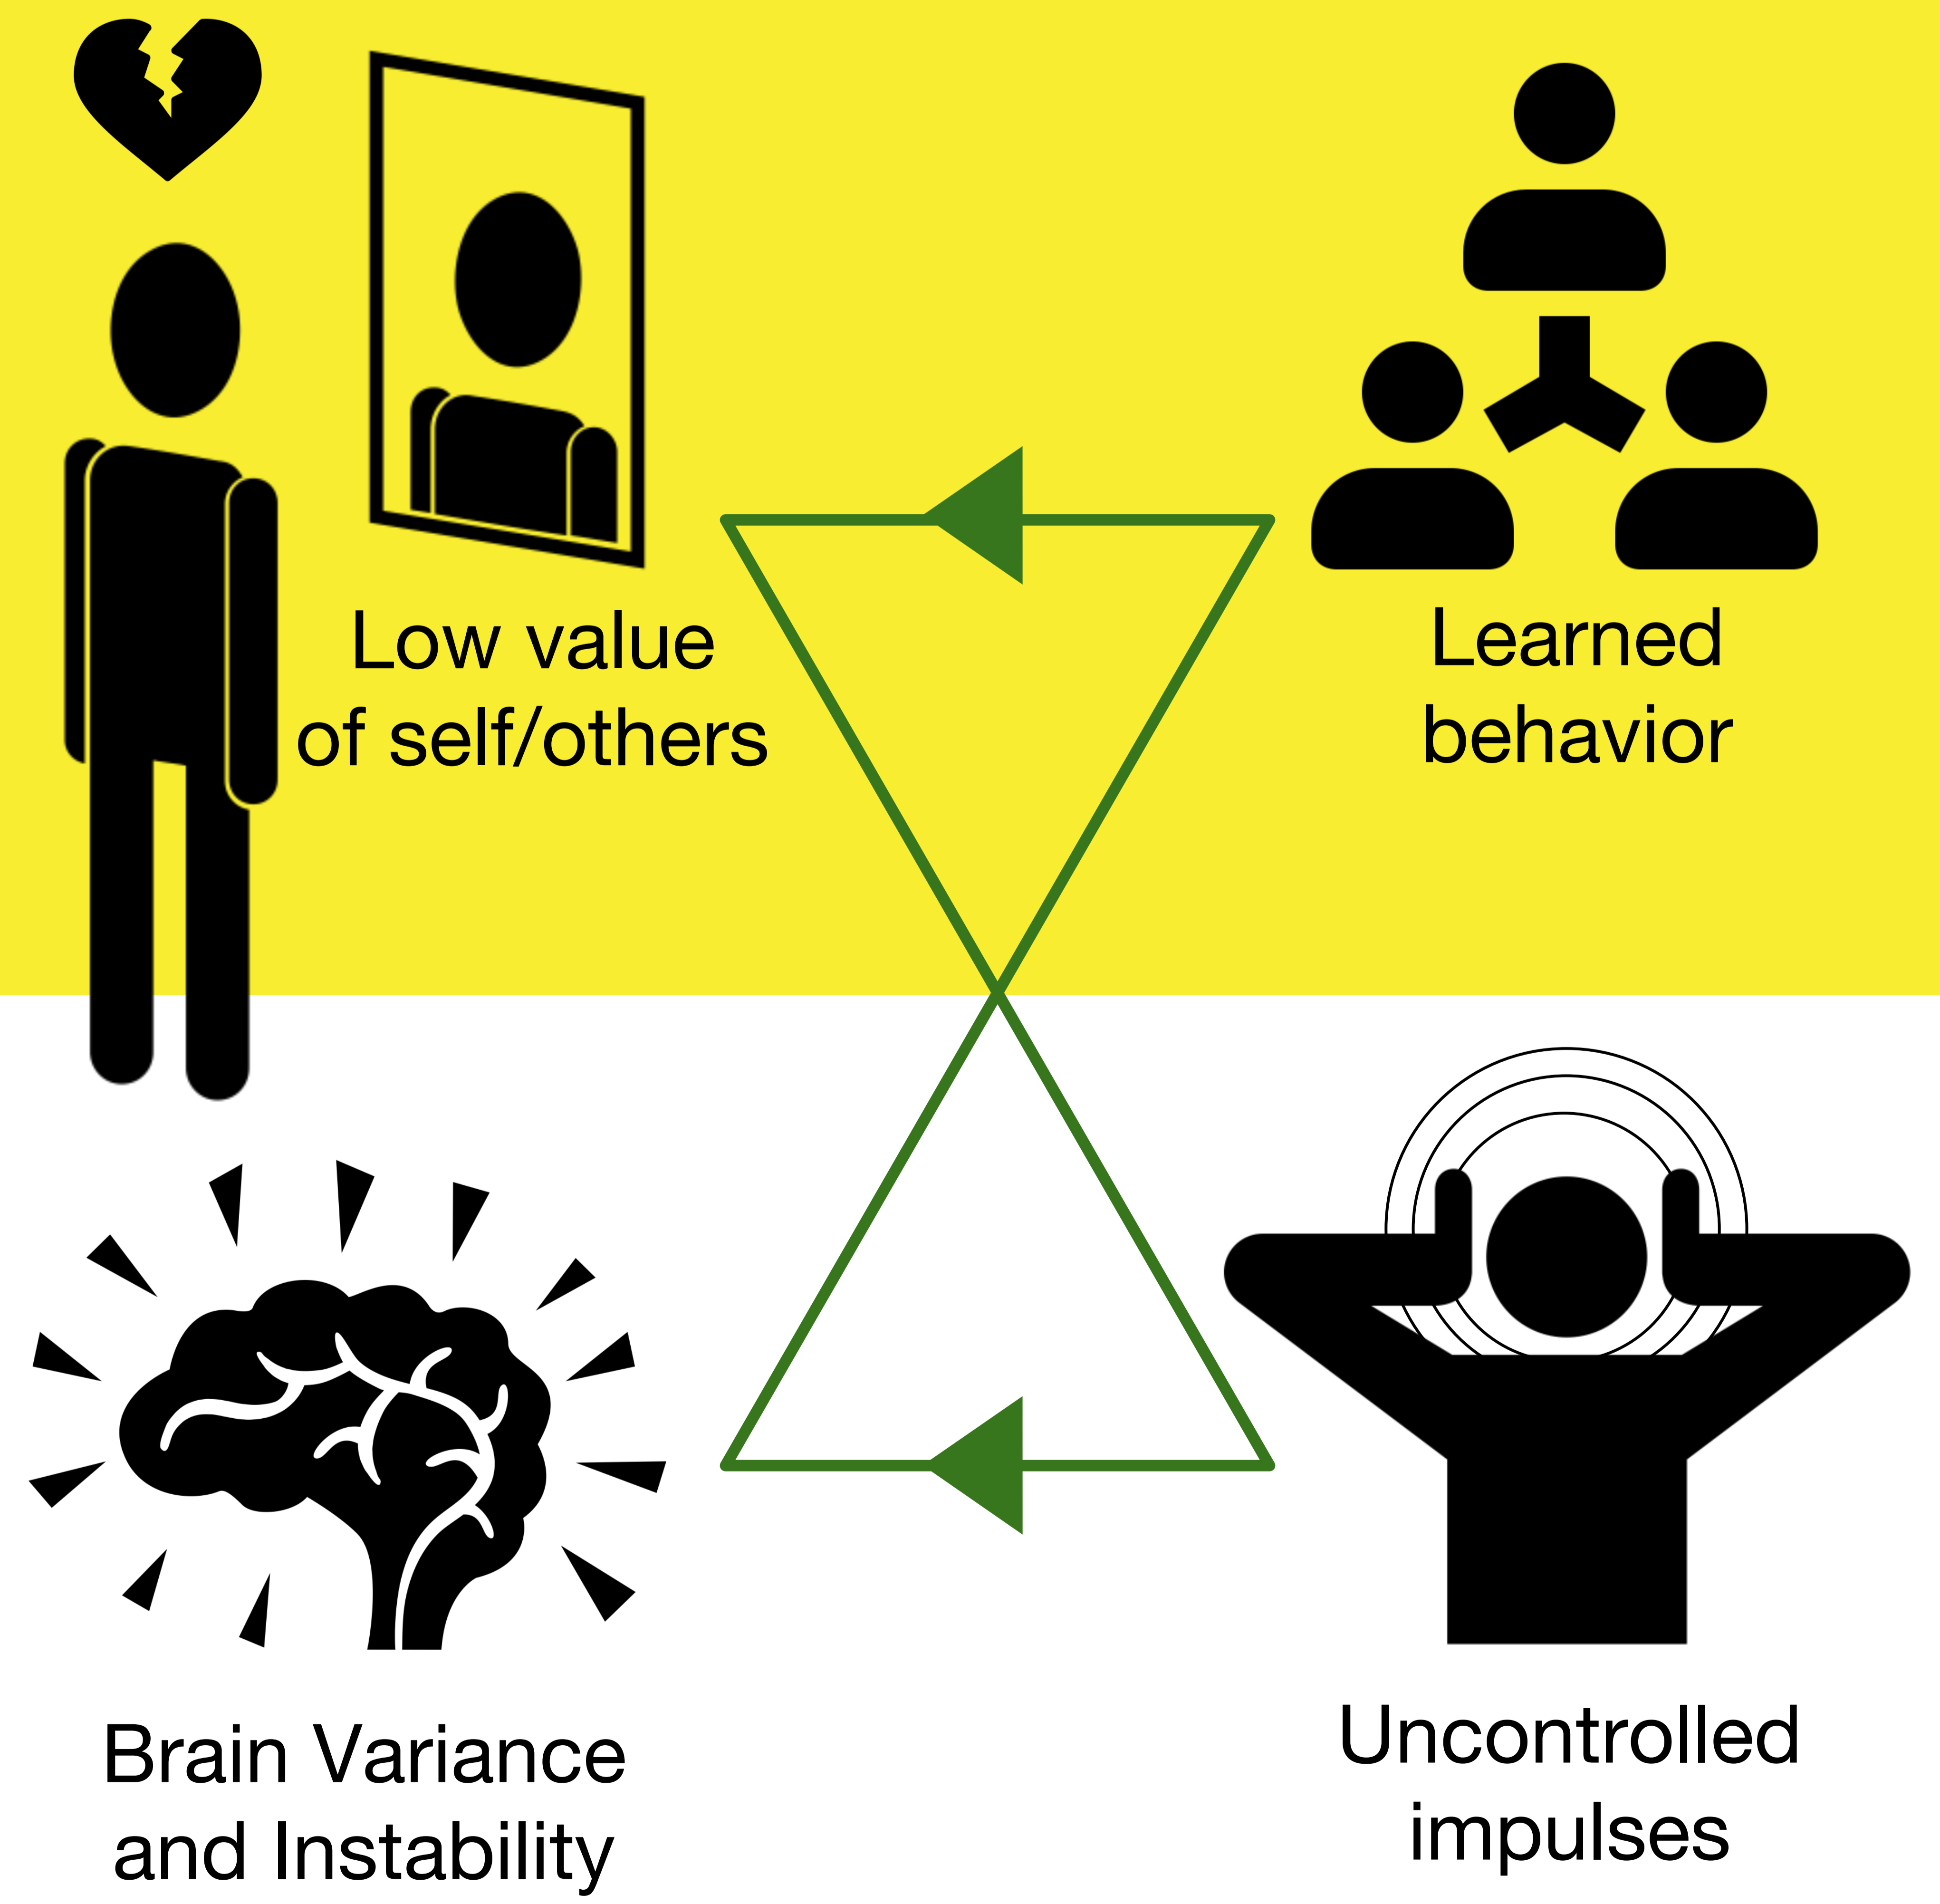 Low value
of self/others
Learned
behavior
Brain Variance
and Instability
Uncontrolled
impulses